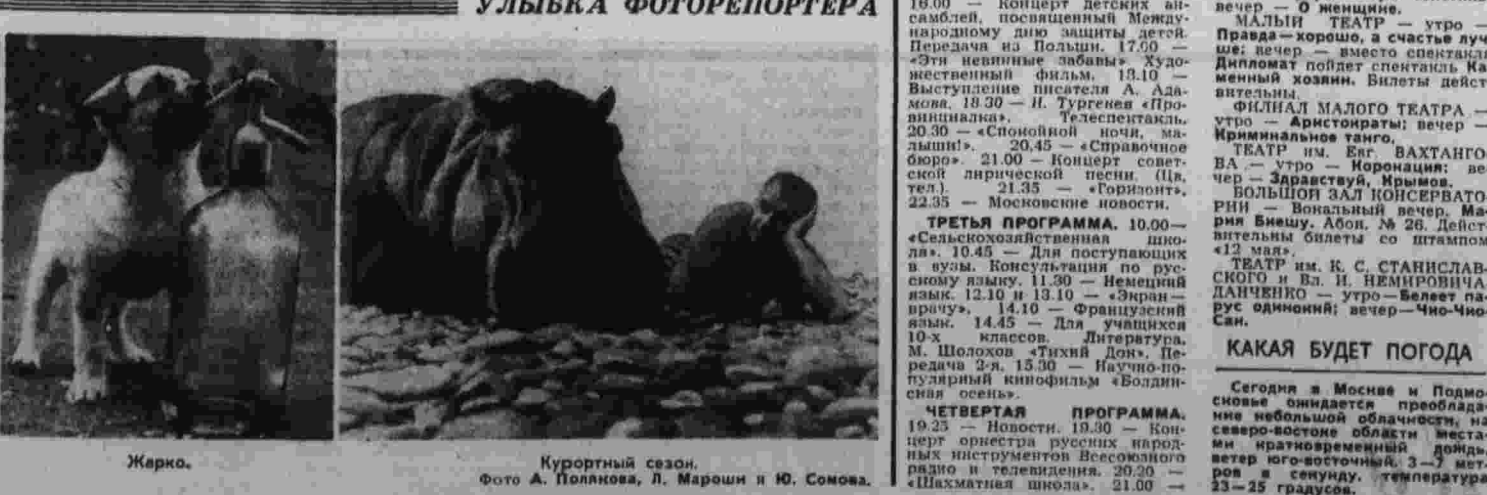 УЛЫБКА ФОТОРЕПОРТЕРА
Жарко.
Курортный сезон.
Фото А. Полякова, Л. Мароши и Ю. Сомова.
18.00 — Концерт детских ан-
самблей, посвященный Между-
народному дню защиты детей.
Передача из Польши. 17.00 —
«Эти невинные забавы» Худо-
жественный фильм. 18.10 —
Выступление писателя А. Ада-
мова. 18.30 — И. Тургенев «Про-
винциалка». Телеспектакль.
20.30 — «Спокойной ночи, ма-
лыши!». 20.45 — «Справочное
бюро». 21.00 — Концерт совет-
ской лирической песни. (Цв.
тел.). 21.35 — «Горизонт».
22.35 — Московские новости.
ТРЕТЬЯ ПРОГРАММА. 10.00—
«Сельскохозяйственная шко-
ла». 10.45 — Для поступающих
в вузы. Консультация по рус-
скому языку. 11.30 — Немецкий
язык. 12.10 и 13.10 — «Экран—
врачу». 14.10 — Французский
язык. 14.45 — Для учащихся
10-х классов. Литература.
М. Шолохов «Тихий Дон». Пе-
редача 2-я. 15.30 — Научно-по-
пулярный кинофильм «Болдин-
ская осень».
ЧЕТВЕРТАЯ ПРОГРАММА.
19.25 — Новости. 19.30 — Кон-
церт оркестра русских народ-
ных инструментов Всесоюзного
радио и телевидения. 20.20 —
«Шахматная школа». 21.00 —
вечер — О женщине.
МАЛЫЙ ТЕАТР — утро —
Правда—хорошо, а счастье луч-
ше; вечер — вместо спектакля
Дипломат пойдет спектакль Ка-
менный хозяин. Билеты дейст-
вительны.
ФИЛИАЛ МАЛОГО ТЕАТРА —
утро — Аристократы; вечер —
Криминальное танго.
ТЕАТР им. Евг. ВАХТАНГО-
ВА — утро — Коронация; ве-
чер — Здравствуй, Крымов.
БОЛЬШОЙ ЗАЛ КОНСЕРВАТО-
РИИ — Вокальный вечер. Ма-
рия Биешу. Абон. № 26. Дейст-
вительны билеты со штампом
«12 мая».
ТЕАТР им. К. С. СТАНИСЛАВ-
СКОГО и Вл. И. НЕМИРОВИЧА-
ДАНЧЕНКО — утро—Белеет па-
рус одинокий; вечер—Чио-Чио-
Сан.
КАКАЯ БУДЕТ ПОГОДА
Сегодня в Москве и Подмо-
сковье ожидается преоблада-
ние небольшой облачности, на
северо-востоке области места-
ми кратковременный дождь,
ветер юго-восточный, 3—7 мет-
ров в секунду, температура
23—25 градусов.